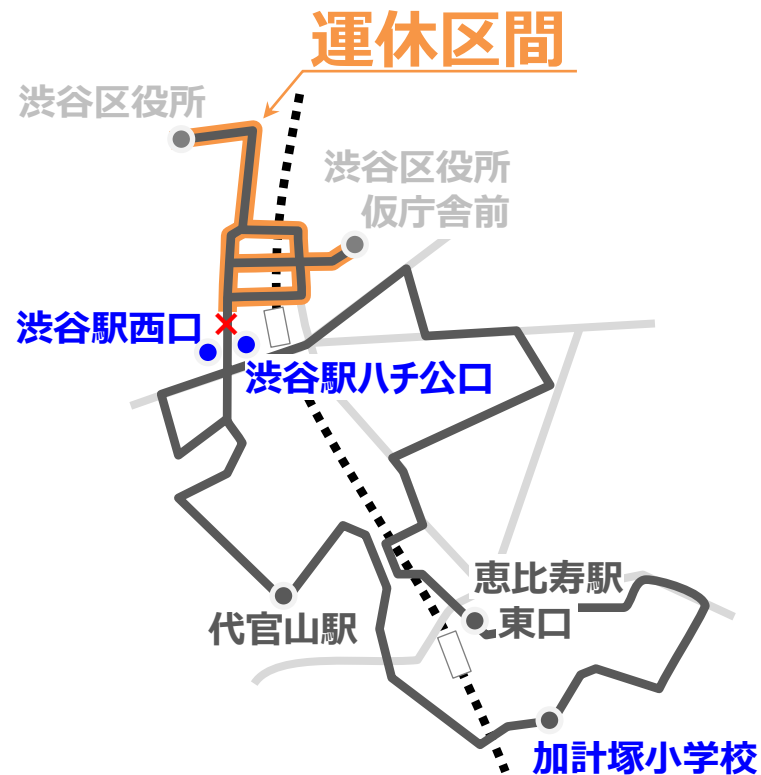 運休区間
渋谷区役所
渋谷区役所
仮庁舎前
渋谷駅西口
渋谷駅ハチ公口
恵比寿駅
東口
代官山駅
加計塚小学校